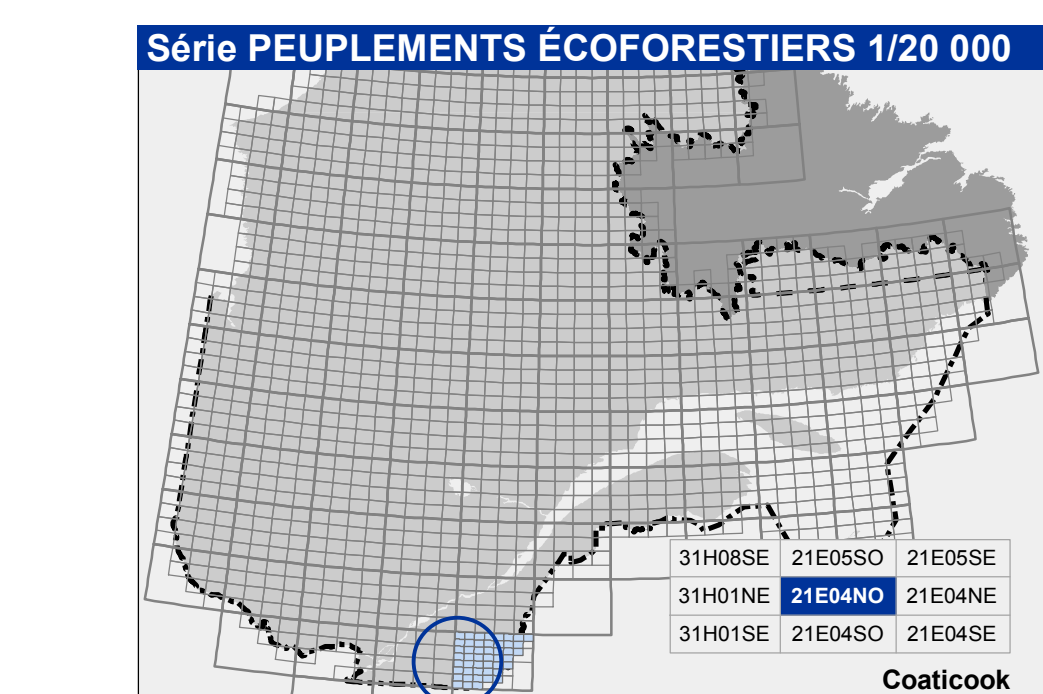 Série PEUPLEMENTS ÉCOFORESTIERS 1/20 000
31H08SE 21E05SO 21E05SE
31H01NE 21E04NO 21E04NE
31H01SE 21E04SO 21E04SE
Coaticook